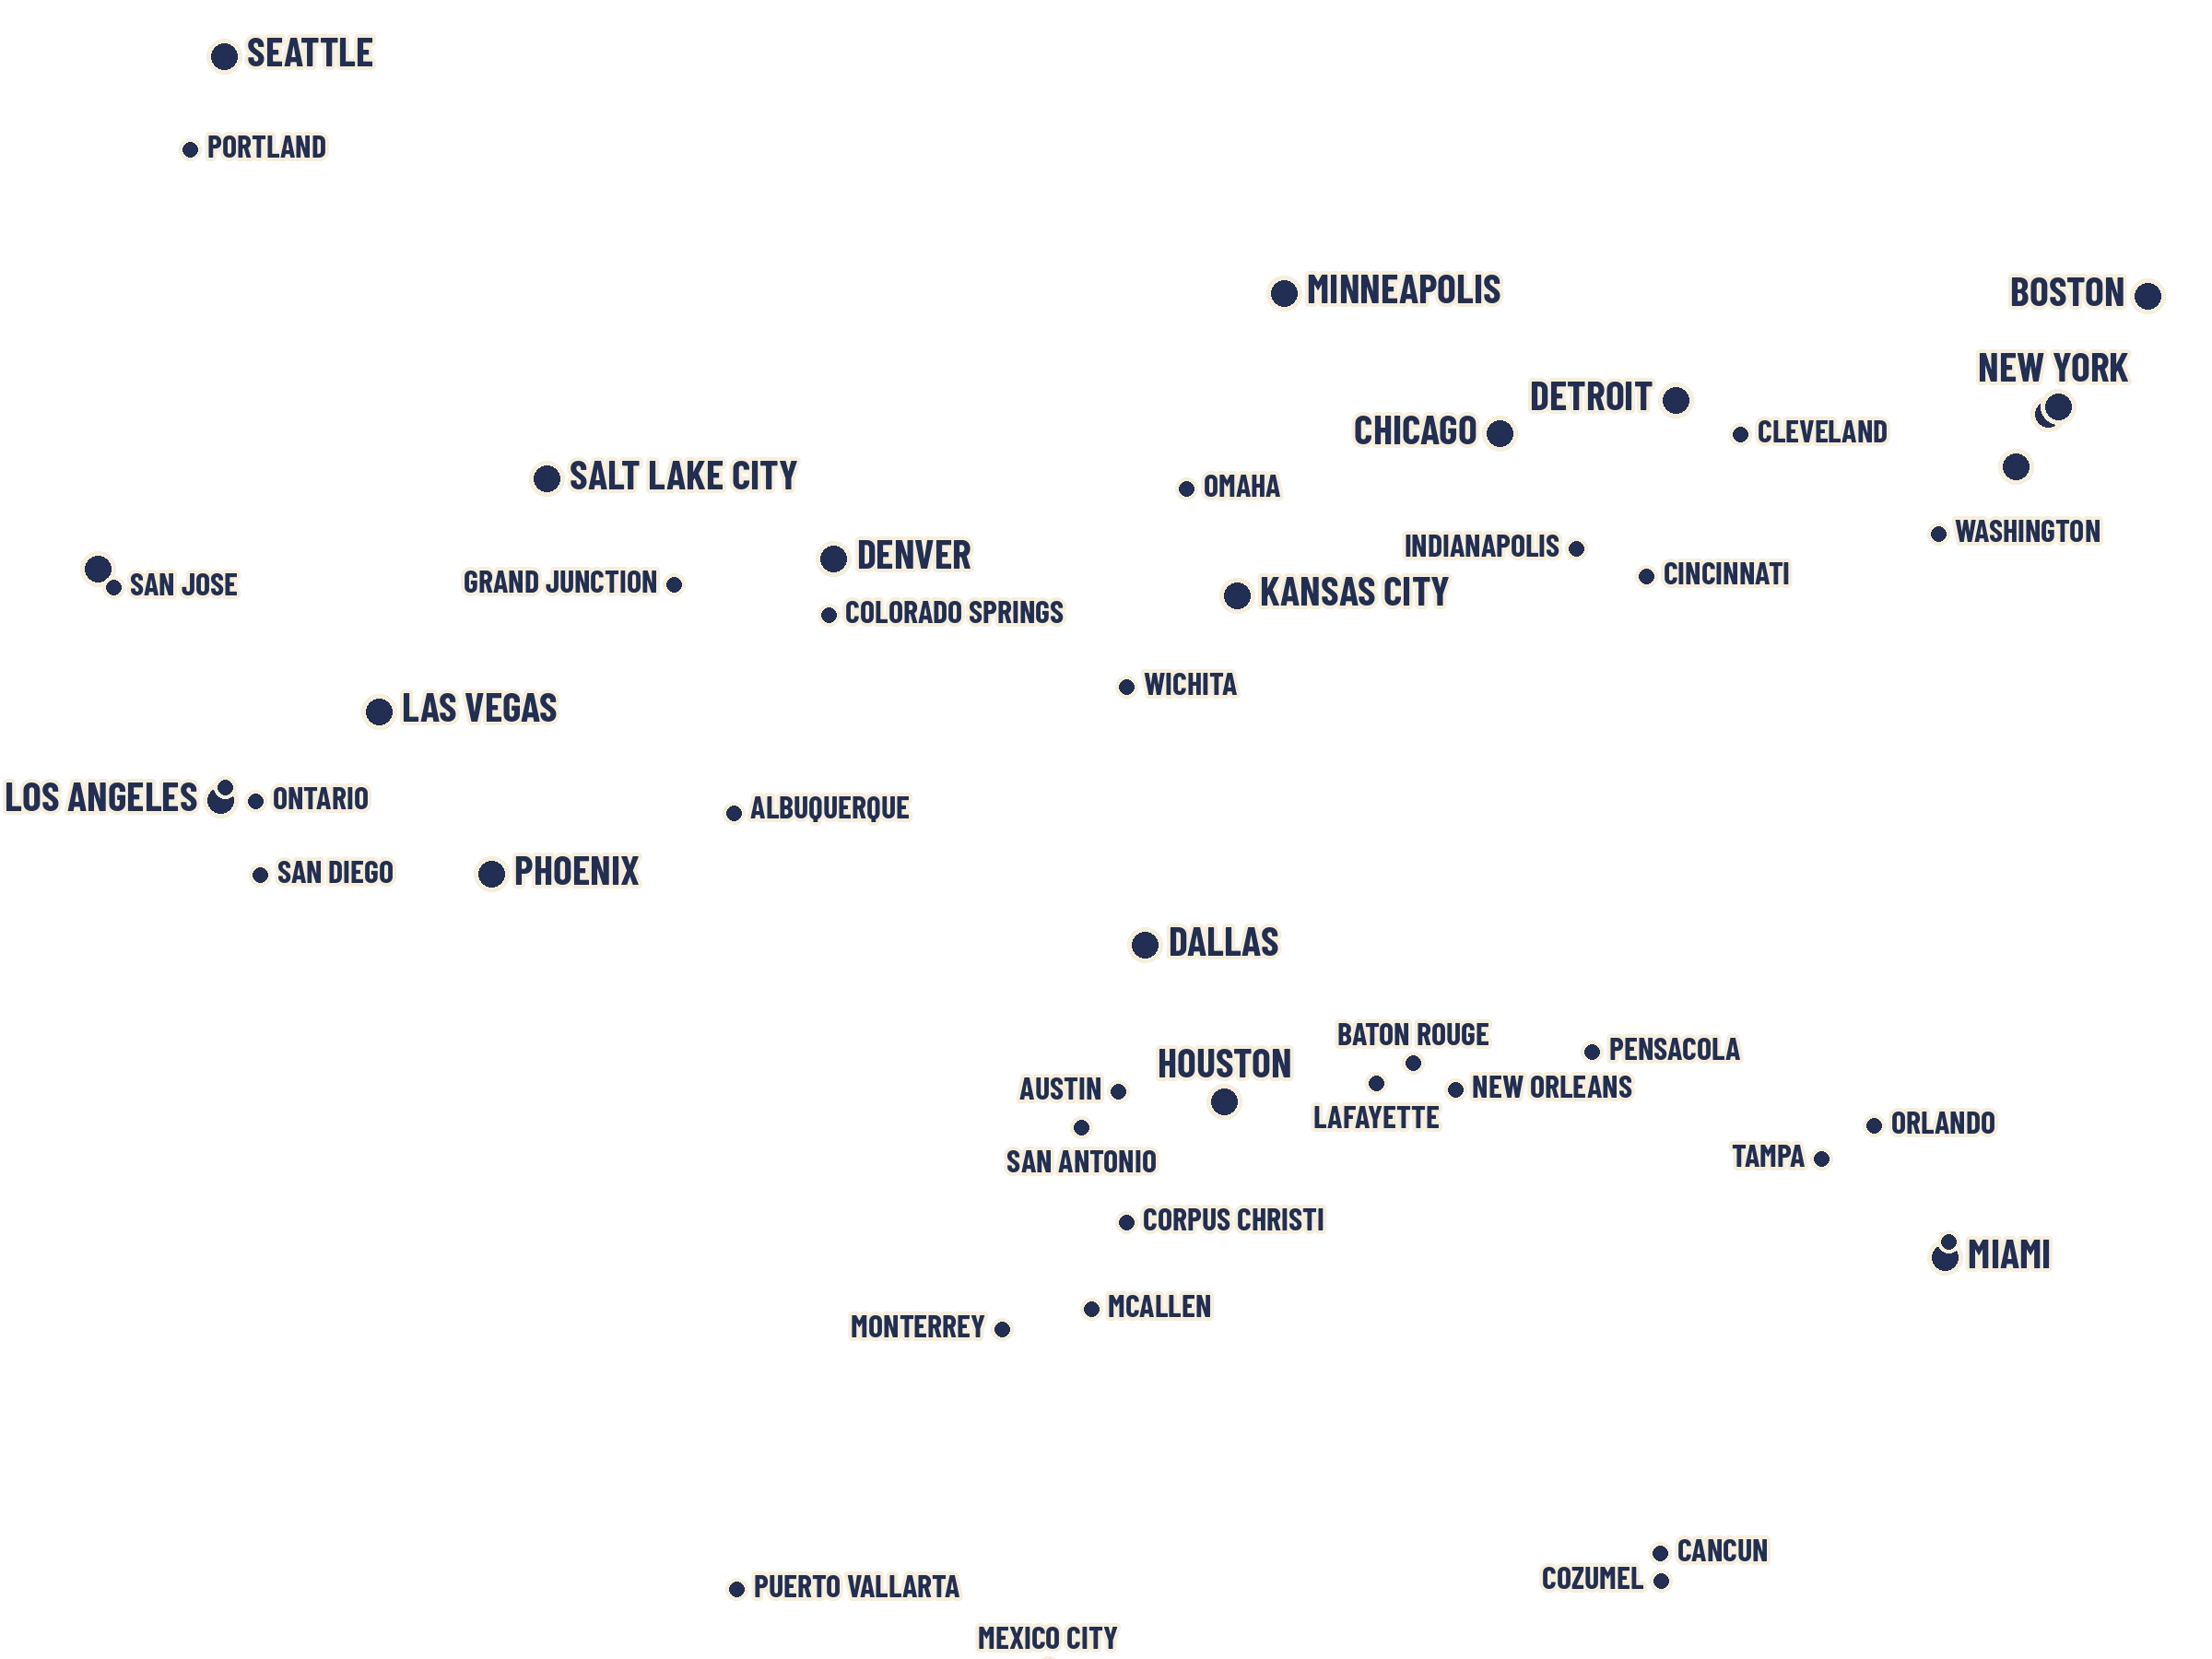 SEATTLE
PORTLAND
MINNEAPOLIS
BOSTON
NEW YORK
DETROIT
CHICAGO
CLEVELAND
SALT LAKE CITY
OMAHA
WASHINGTON
INDIANAPOLIS
DENVER
CINCINNATI
SAN JOSE
GRAND JUNCTION
KANSAS CITY
COLORADO SPRINGS
WICHITA
LAS VEGAS
LOS ANGELES
ONTARIO
ALBUQUERQUE
SAN DIEGO
PHOENIX
DALLAS
BATON ROUGE
PENSACOLA
HOUSTON
AUSTIN
NEW ORLEANS
LAFAYETTE
ORLANDO
TAMPA
SAN ANTONIO
CORPUS CHRISTI
MIAMI
MCALLEN
MONTERREY
CANCUN
COZUMEL
PUERTO VALLARTA
MEXICO CITY